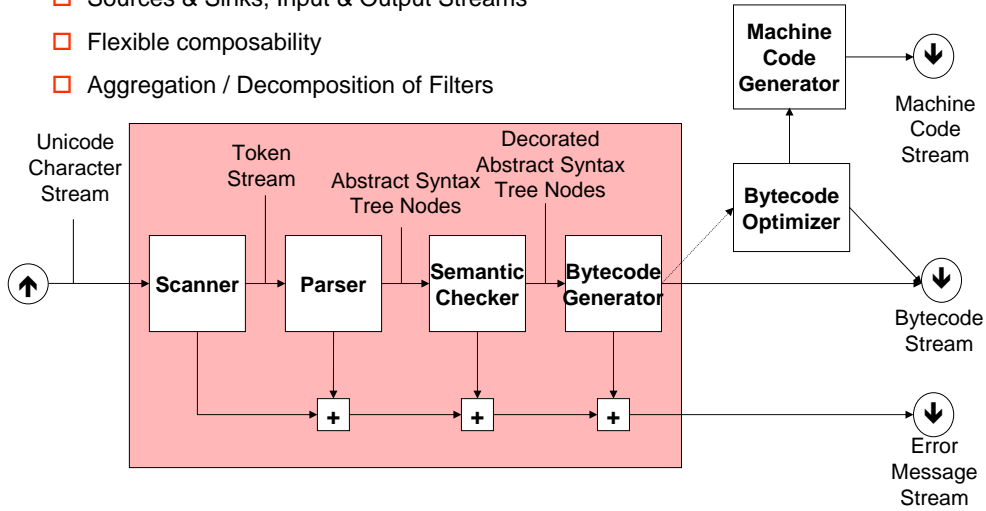 Sources & Sinks, Input & Output Streams
Flexible composability
Aggregation / Decomposition of Filters
Machine
Code
Generator
Machine
Code
Stream
Unicode
Character
Stream
Token
Stream
Abstract Syntax
Tree Nodes
Decorated
Abstract Syntax
Tree Nodes
Bytecode
Optimizer
Scanner
Parser
Semantic
Checker
Bytecode
Generator
Bytecode
Stream
+
+
+
Error
Message
Stream